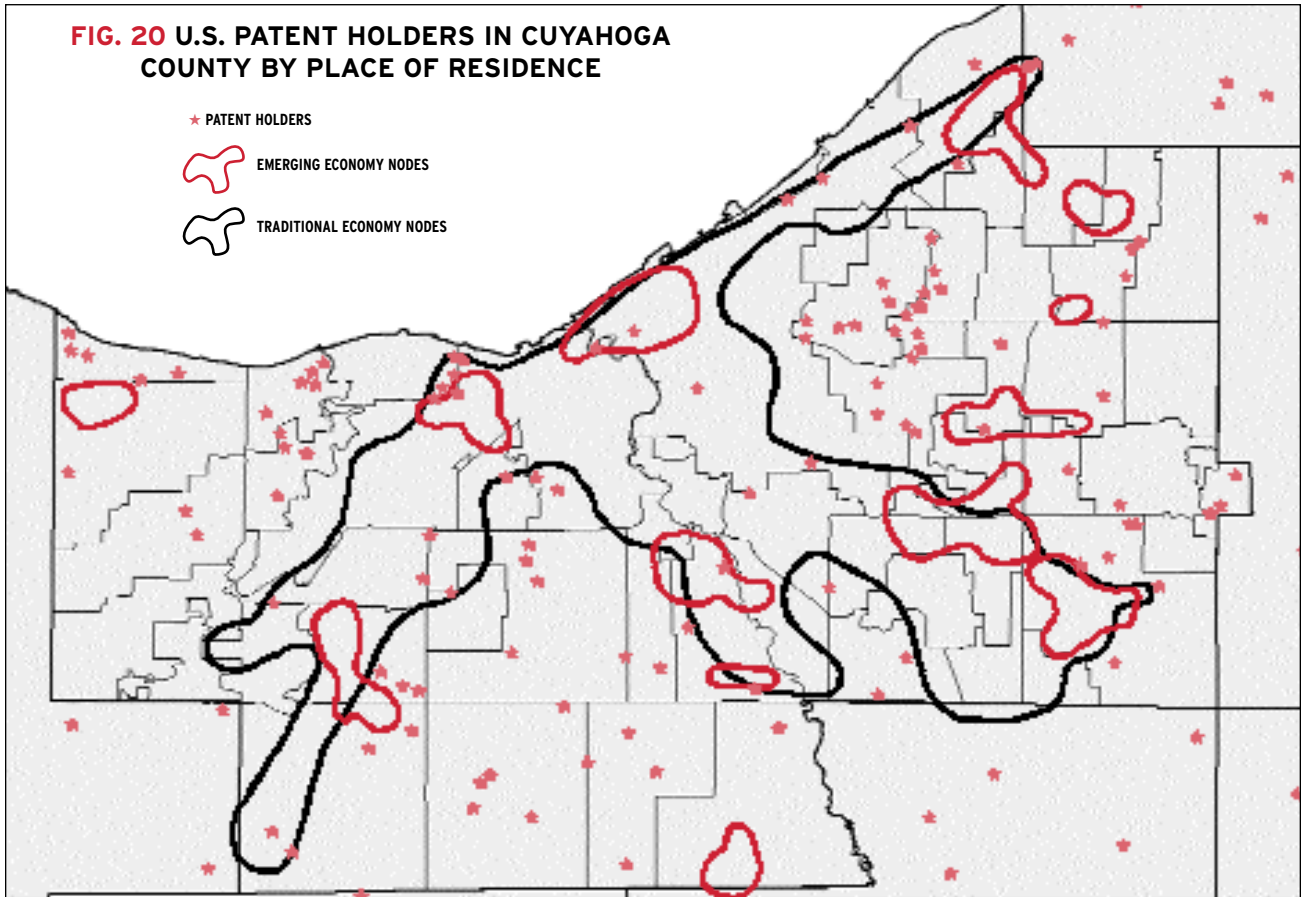 FIG. 20 U.S. PATENT HOLDERS IN CUYAHOGA
COUNTY BY PLACE OF RESIDENCE
PATENT HOLDERS
EMERGING ECONOMY NODES
TRADITIONAL ECONOMY NODES